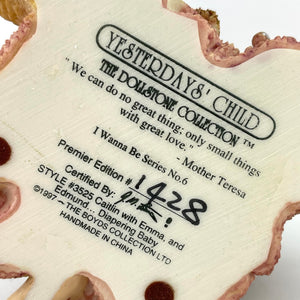 YESTERDAYS' CHILD
THE DOLLSTONE COLLECTION™
"We can do no great thing; only small things
with great love."
- Mother Teresa
I Wanna Be Series No.6
Premier Edition 1428
Certified By:
STYLE #3525 Caitlin with Emma, and
Edmund... Diapering Baby
©1997 ~ THE BOYDS COLLECTION LTD
HANDMADE IN CHINA